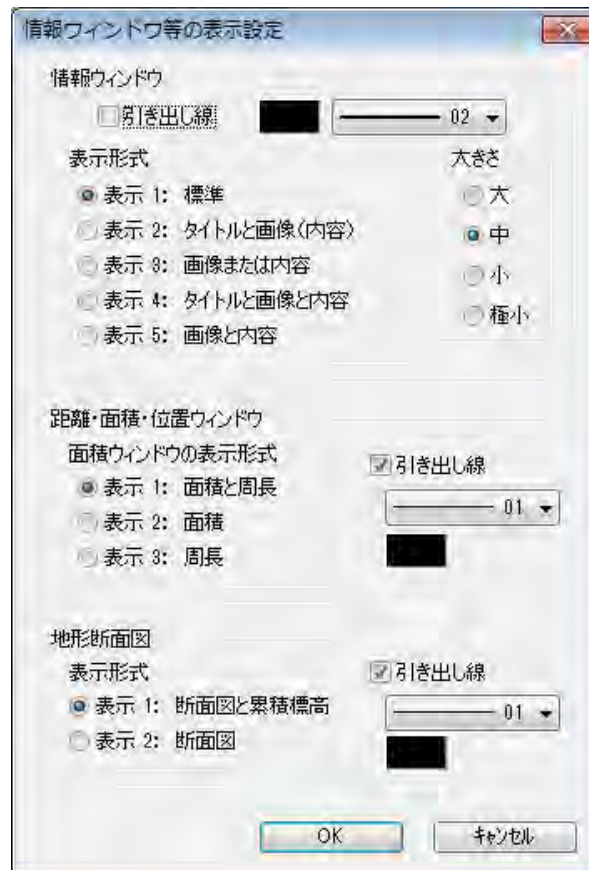 情報ウィンドウ等の表示設定
情報ウィンドウ
引き出し線 02
表示形式 大きさ
表示 1: 標準 大
表示 2: タイトルと画像(内容) 中
表示 3: 画像または内容 小
表示 4: タイトルと画像と内容 極小
表示 5: 画像と内容
距離・面積・位置ウィンドウ
面積ウィンドウの表示形式 引き出し線
表示 1: 面積と周長 01
表示 2: 面積
表示 3: 周長
地形断面図
表示形式 引き出し線
表示 1: 断面図と累積標高 01
表示 2: 断面図
OK キャンセル